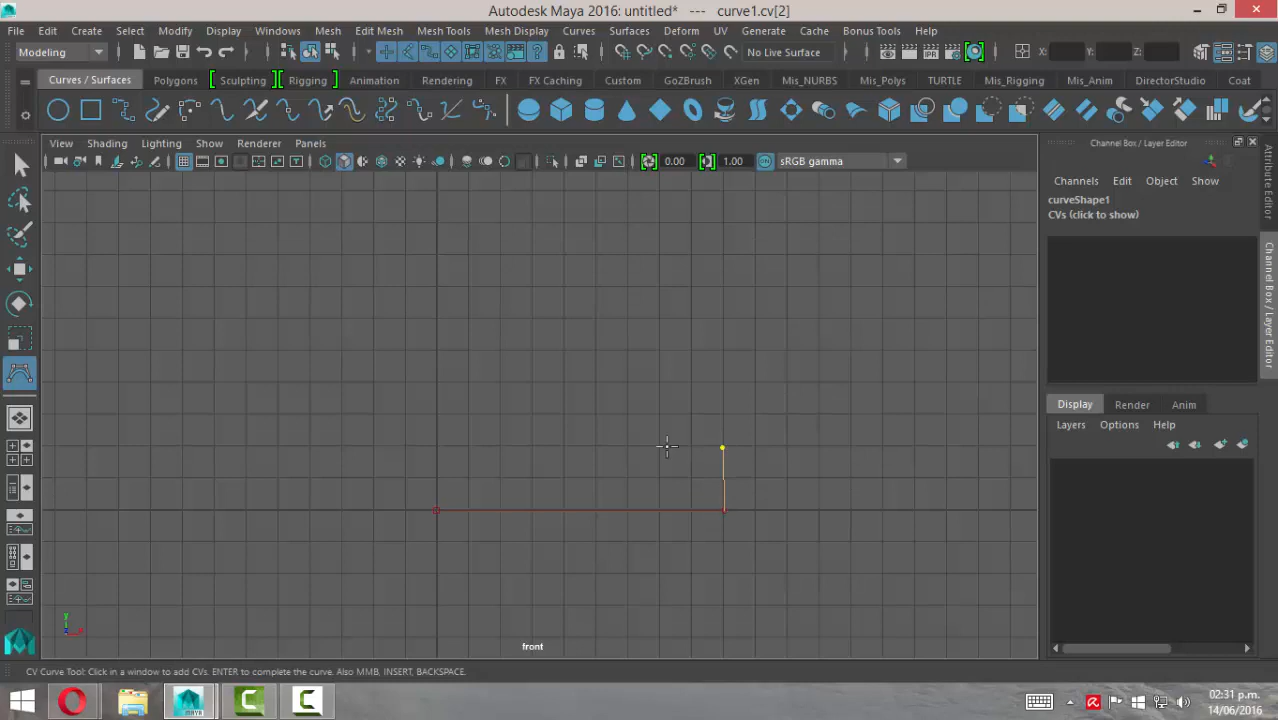 Autodesk Maya 2016: untitled* --- curve1.cv[2]
File Edit Create Select Modify Display Windows Mesh Edit Mesh Mesh Tools Mesh Display Curves Surfaces Deform UV Generate Cache Bonus Tools Help
Modeling No Live Surface X: Y: Z:
Curves / Surfaces Polygons Sculpting Rigging Animation Rendering FX FX Caching Custom GoZBrush XGen Mis_NURBS Mis_Polys TURTLE Mis_Rigging Mis_Anim DirectorStudio Coat
View Shading Lighting Show Renderer Panels
0.00 1.00 sRGB gamma
Channel Box / Layer Editor
Channels Edit Object Show
curveShape1
CVs (click to show)
Attribute Editor
Channel Box / Layer Editor
Display Render Anim
Layers Options Help
y
front
CV Curve Tool: Click in a window to add CVs. ENTER to complete the curve. Also MMB, INSERT, BACKSPACE.
MAYA
02:31 p.m.
14/06/2016